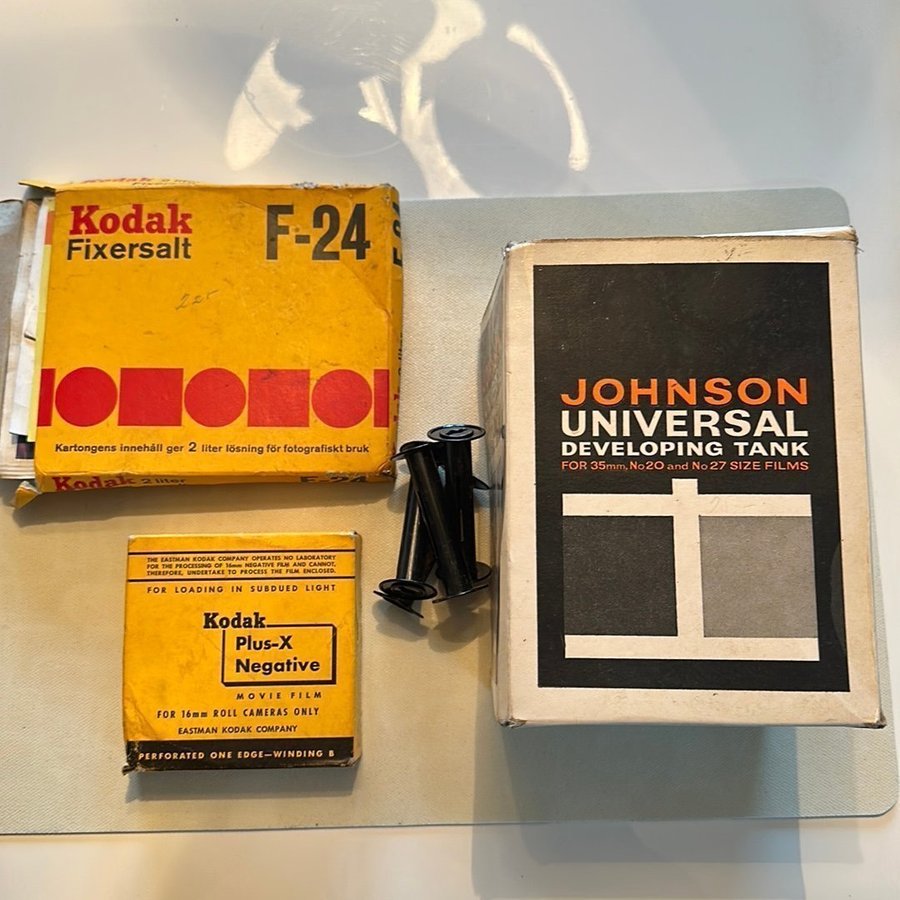 Kodak
Fixersalt
F-24
Kartongens innehåll ger 2 liter lösning för fotografiskt bruk
Kodak 2 liter
F-24
THE EASTMAN KODAK COMPANY OPERATES NO LABORATORY
FOR THE PROCESSING OF 16mm NEGATIVE FILM AND CANNOT,
THEREFORE, UNDERTAKE TO PROCESS THE FILM ENCLOSED.
FOR LOADING IN SUBDUED LIGHT
Kodak
Plus-X
Negative
MOVIE FILM
FOR 16mm ROLL CAMERAS ONLY
EASTMAN KODAK COMPANY
PERFORATED ONE EDGE—WINDING B
JOHNSON
UNIVERSAL
DEVELOPING TANK
FOR 35mm, No20 and No27 SIZE FILMS